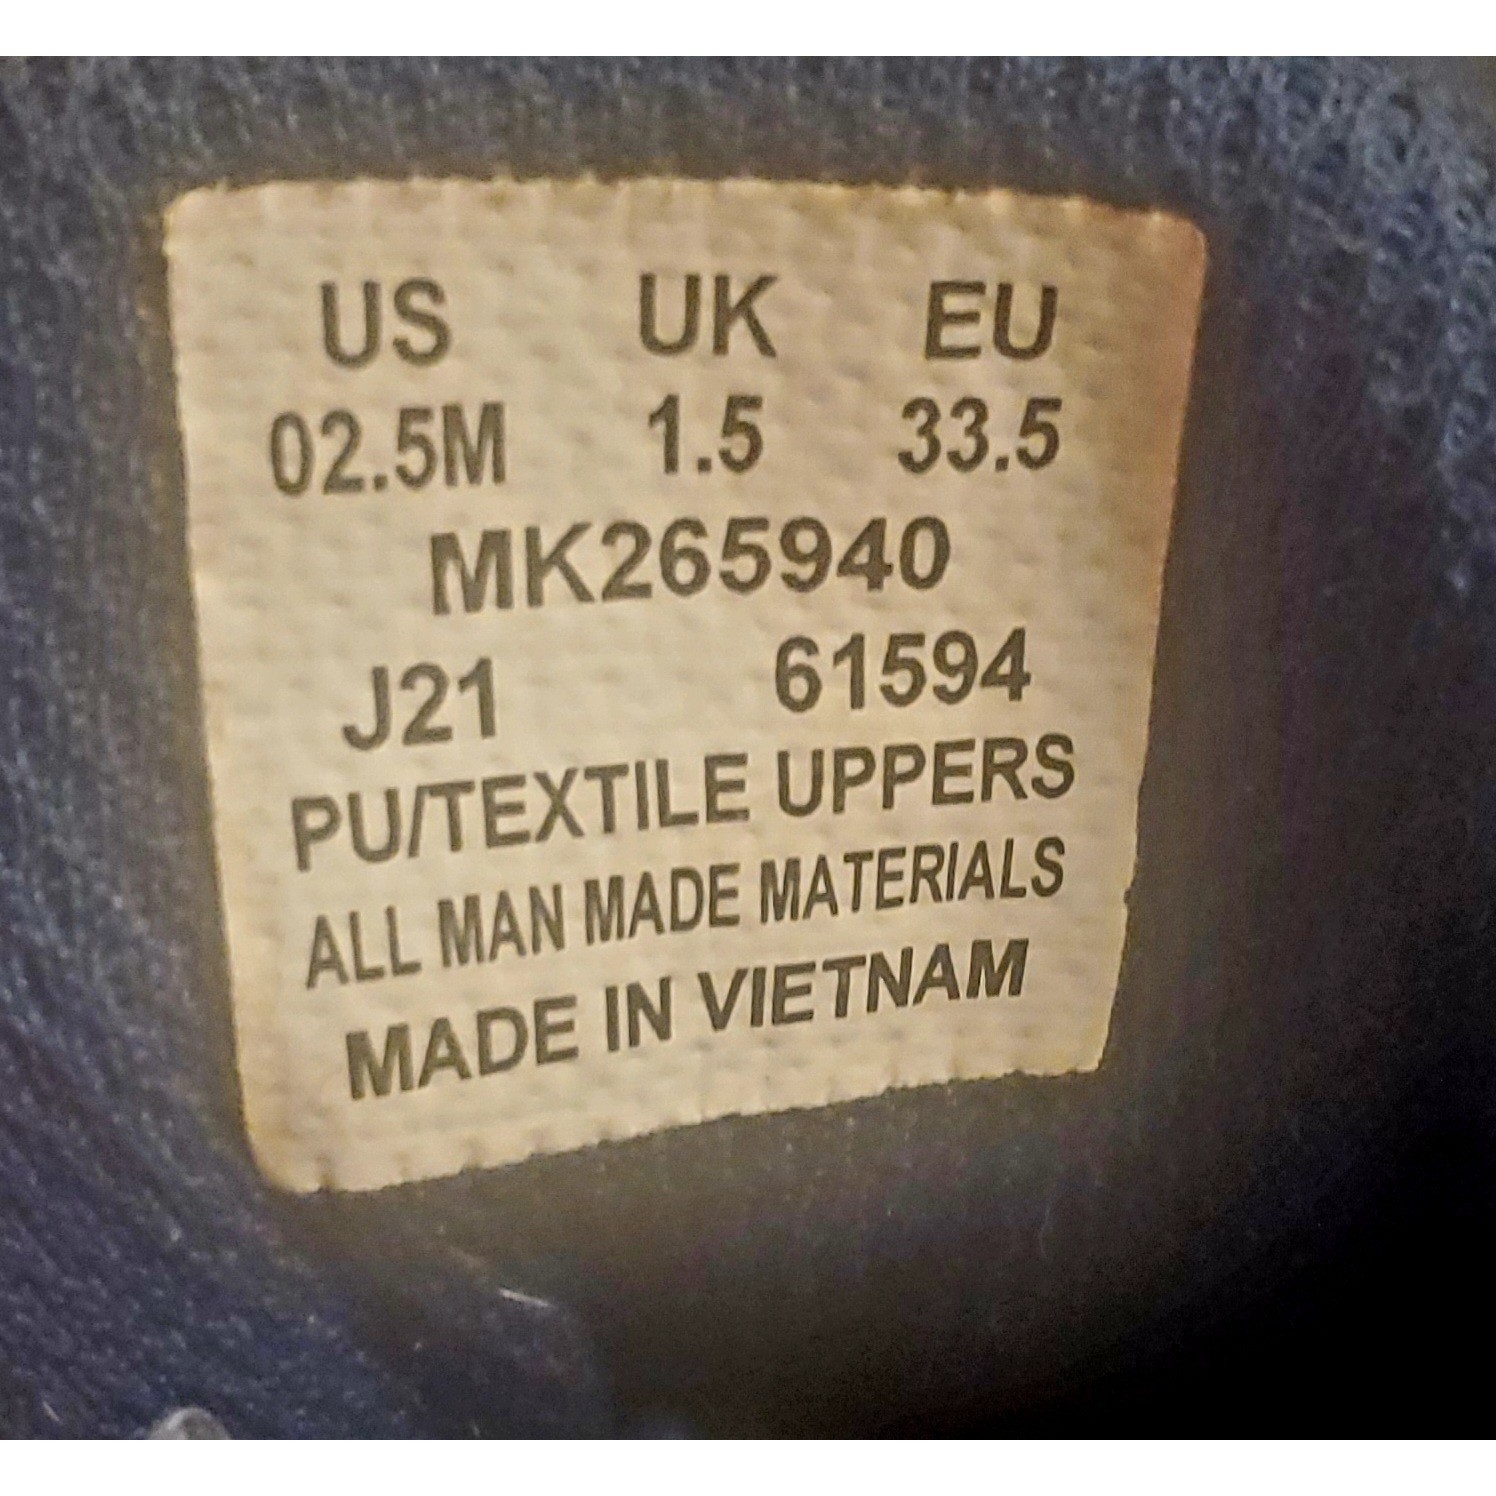 US UK EU
02.5M 1.5 33.5
MK265940
J21 61594
PU/TEXTILE UPPERS
ALL MAN MADE MATERIALS
MADE IN VIETNAM